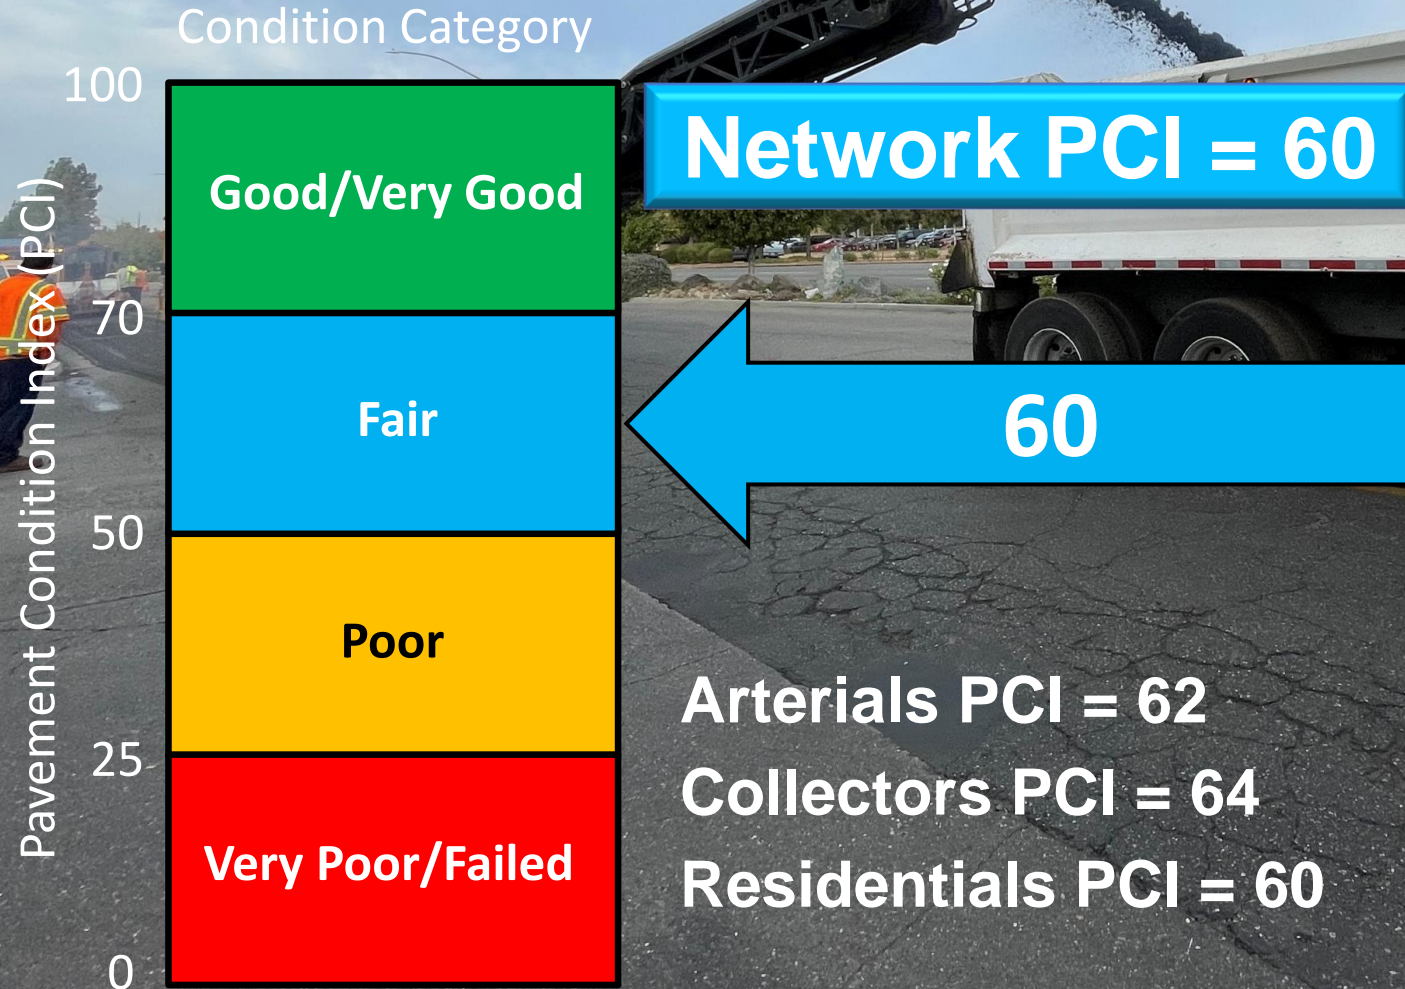 Condition Category
Pavement Condition Index (PCI)
100
70
50
25
0
Good/Very Good
Fair
Poor
Very Poor/Failed
Network PCI = 60
60
Arterials PCI = 62
Collectors PCI = 64
Residentials PCI = 60